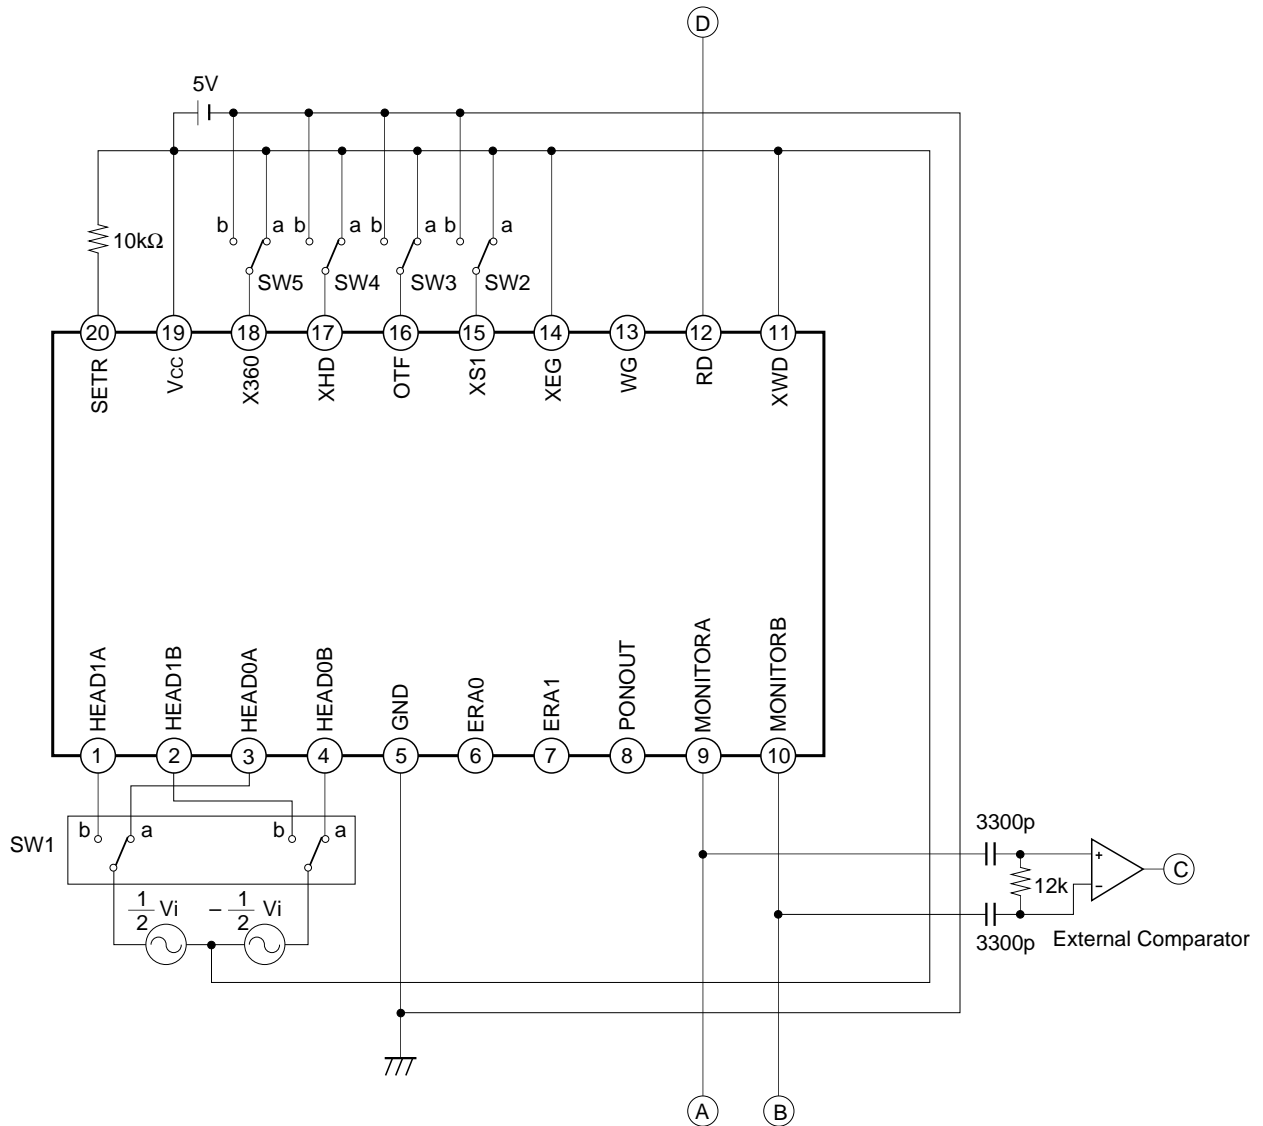 D
5V
b a b a b a b a
10kΩ
SW5 SW4 SW3 SW2
20 19 18 17 16 15 14 13 12 11
SETR
Vcc
X360
XHD
OTF
XS1
XEG
WG
RD
XWD
HEAD1A
HEAD1B
HEAD0A
HEAD0B
GND
ERA0
ERA1
PONOUT
MONITORA
MONITORB
1 2 3 4 5 6 7 8 9 10
SW1
b a b a
1/2 Vi – 1/2 Vi
3300p
+
12k
–
C
3300p
External Comparator
A B